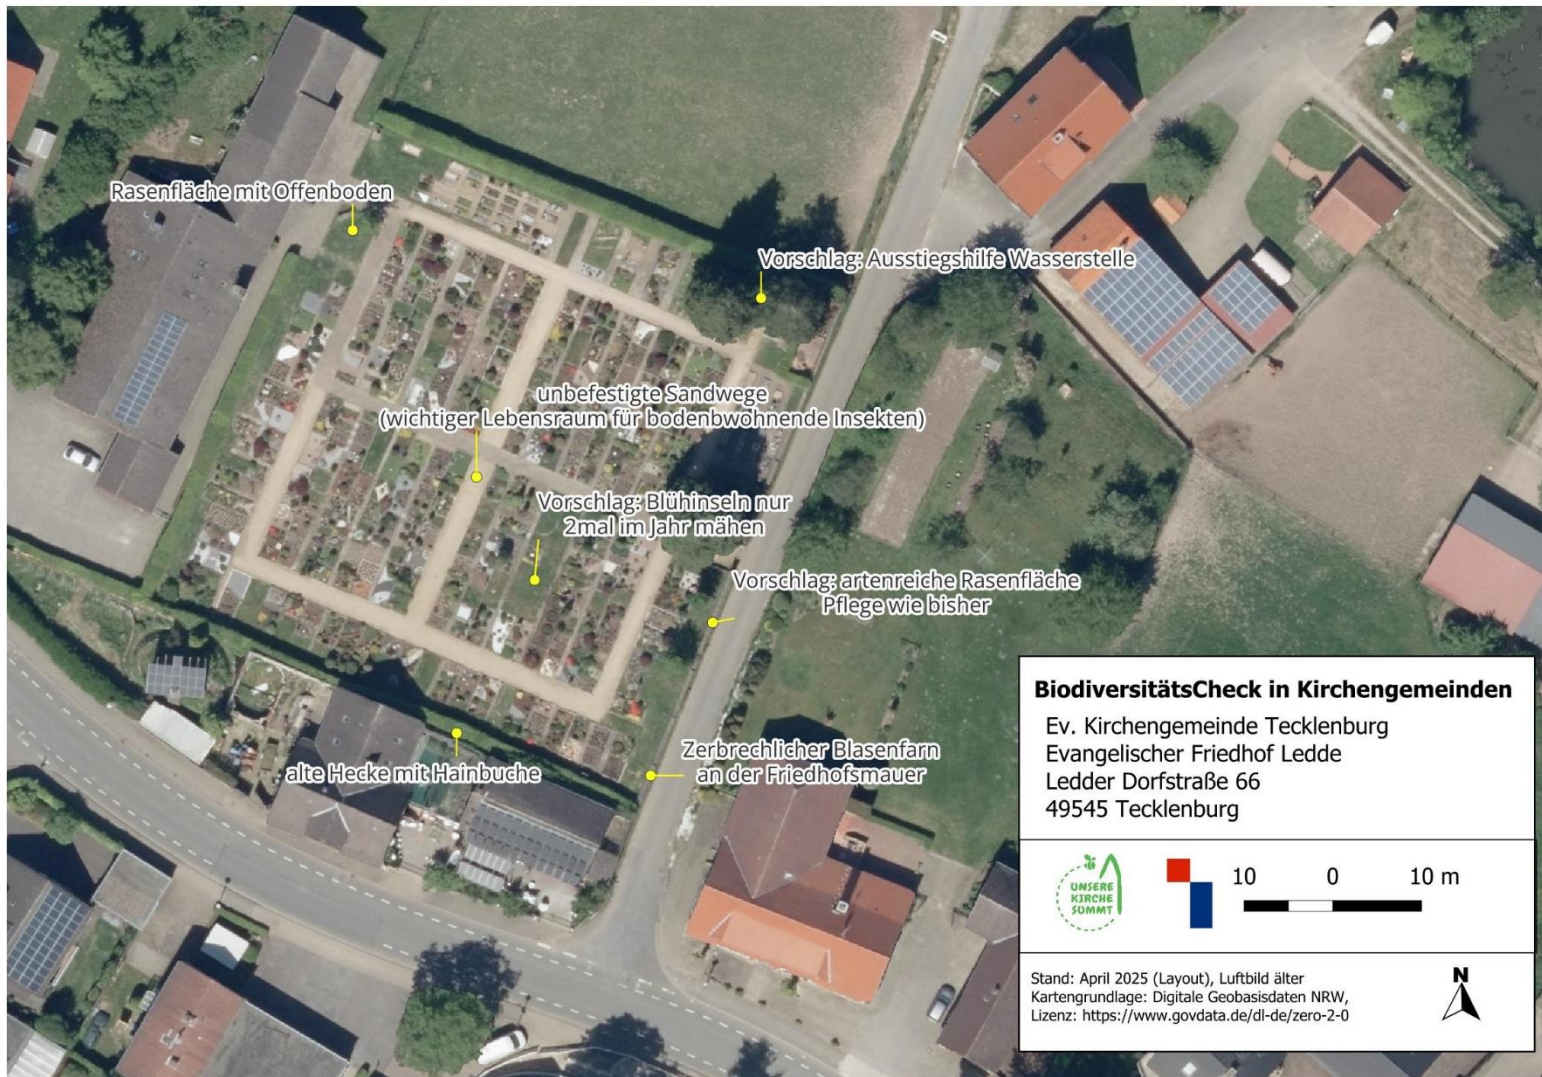 Rasenfläche mit Offenboden
Vorschlag: Ausstiegshilfe Wasserstelle
unbefestigte Sandwege
(wichtiger Lebensraum für bodenbwohnende Insekten)
Vorschlag: Blühinseln nur
2mal im Jahr mähen
Vorschlag: artenreiche Rasenfläche
Pflege wie bisher
Zerbrechlicher Blasenfarn
an der Friedhofsmauer
alte Hecke mit Hainbuche
BiodiversitätsCheck in Kirchengemeinden
Ev. Kirchengemeinde Tecklenburg
Evangelischer Friedhof Ledde
Ledder Dorfstraße 66
49545 Tecklenburg
UNSERE
KIRCHE
SUMMT
10 0 10 m
Stand: April 2025 (Layout), Luftbild älter
Kartengrundlage: Digitale Geobasisdaten NRW,
Lizenz: https://www.govdata.de/dl-de/zero-2-0
N